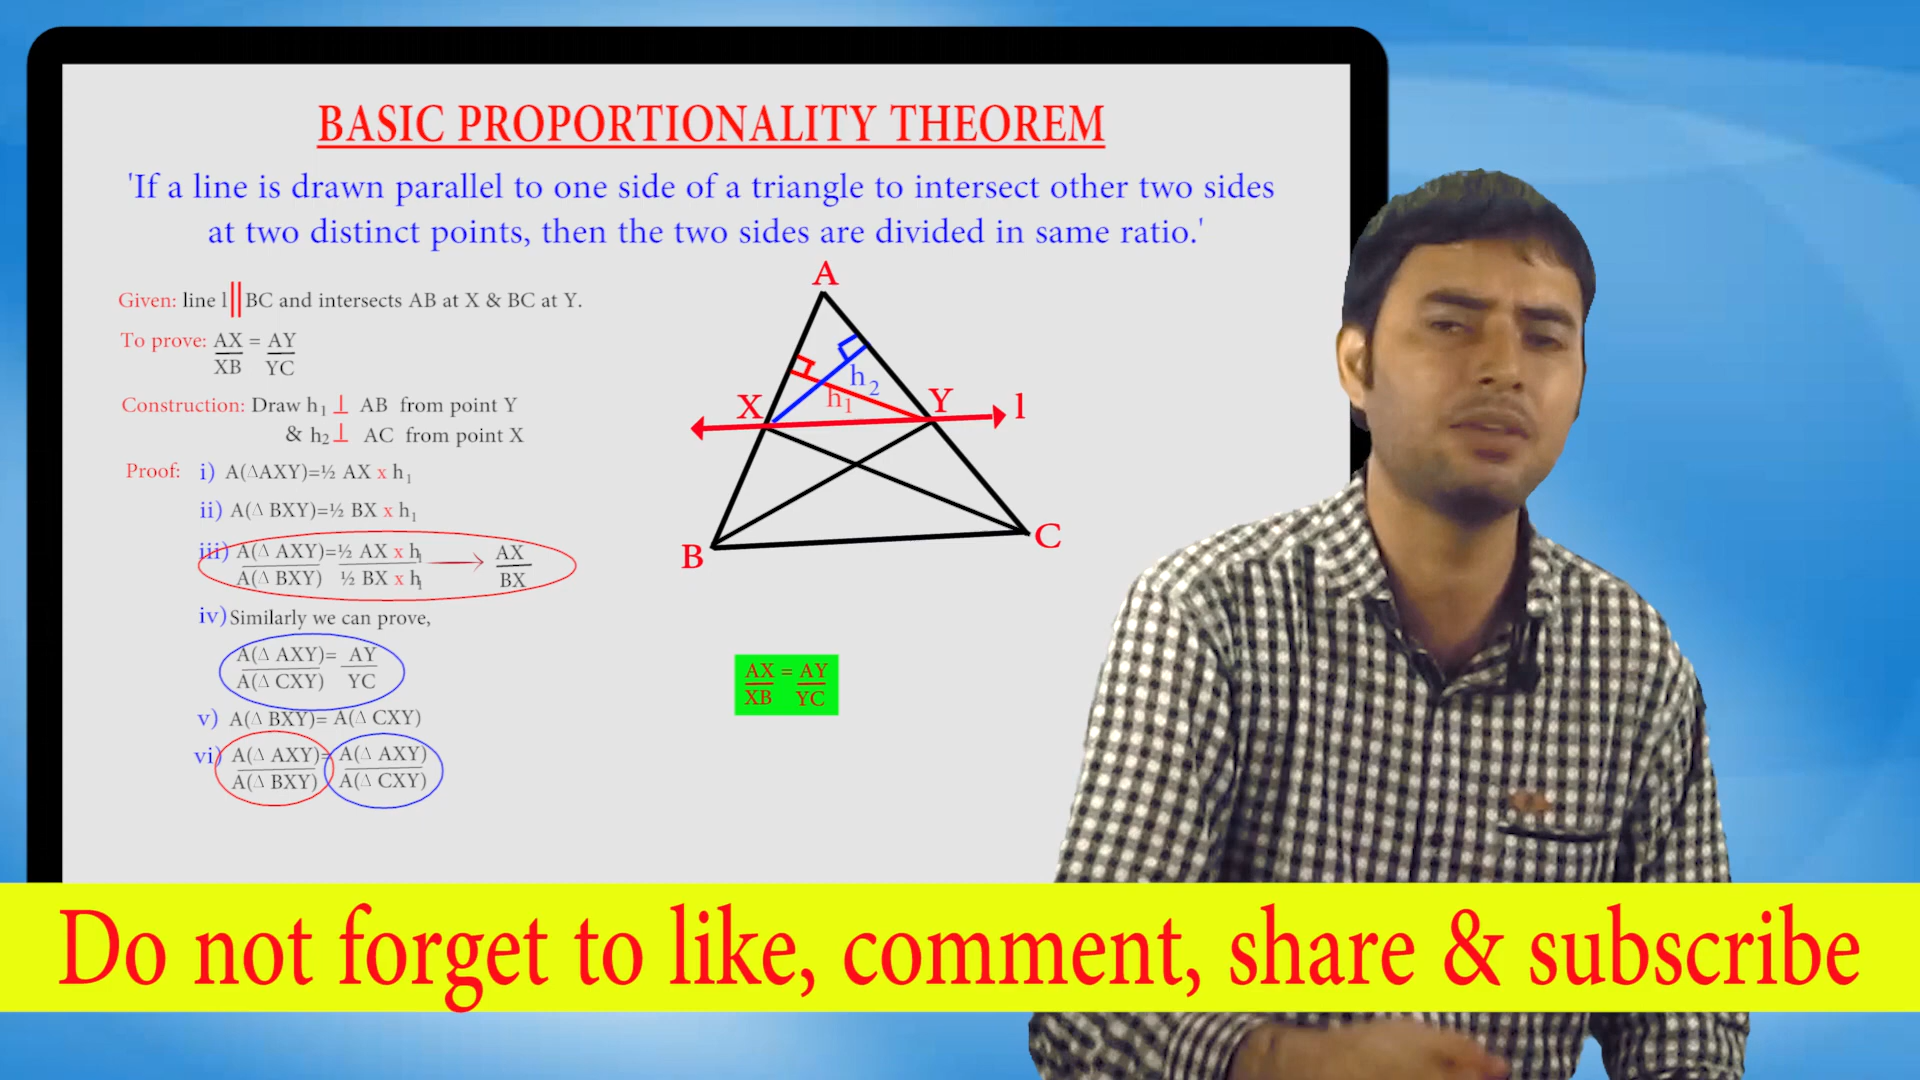 BASIC PROPORTIONALITY THEOREM
'If a line is drawn parallel to one side of a triangle to intersect other two sides
at two distinct points, then the two sides are divided in same ratio.'
Given: line l || BC and intersects AB at X & BC at Y.
To prove: AX = AY
XB YC
Construction: Draw h₁ ⊥ AB from point Y
& h₂ ⊥ AC from point X
Proof: i) A(△AXY)=½ AX x h₁
ii) A(△ BXY)=½ BX x h₁
iii) A(△ AXY)=½ AX x h₁ → AX
A(△ BXY) ½ BX x h₁ BX
iv) Similarly we can prove,
A(△ AXY)= AY
A(△ CXY) YC
v) A(△ BXY)= A(△ CXY)
vi) A(△ AXY)= A(△ AXY)
A(△ BXY) A(△ CXY)
A
h₂
h₁
X
Y
l
B
C
AX = AY
XB YC
Do not forget to like, comment, share & subscribe